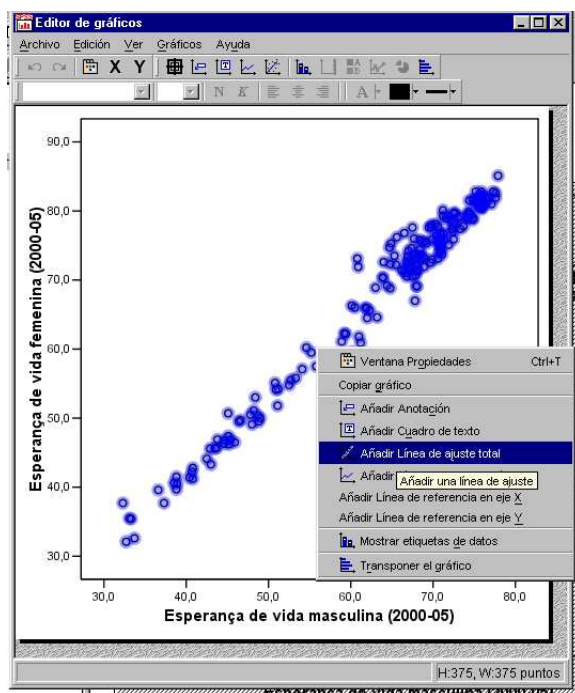 Editor de gráficos
Archivo Edición Ver Gráficos Ayuda
X Y
N K A
90,0
80,0
70,0
60,0
50,0
40,0
30,0
Esperança de vida femenina (2000-05)
30,0 40,0 50,0 60,0 70,0 80,0
Esperança de vida masculina (2000-05)
Ventana Propiedades Ctrl+T
Copiar gráfico
Añadir Anotación
Añadir Cuadro de texto
Añadir Línea de ajuste total
Añadir
Añadir una línea de ajuste
Añadir Línea de referencia en eje X
Añadir Línea de referencia en eje Y
Mostrar etiquetas de datos
Transponer el gráfico
H:375, W:375 puntos